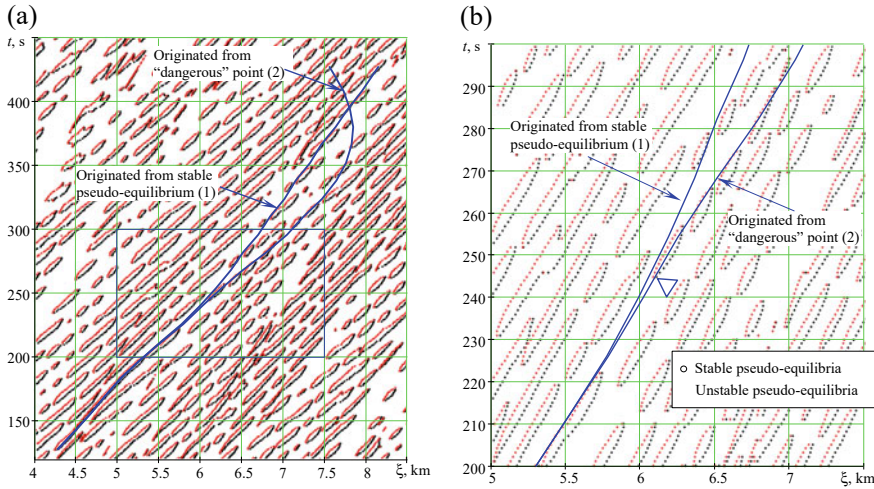 (a)
t, s
Originated from
“dangerous” point (2)
400
350
Originated from stable
pseudo-equilibrium (1)
300
250
200
150
4
5
5.5
6
6.5
7
7.5
8
ξ, km
(b)
t, s
300
290
280
Originated from stable
pseudo-equilibrium (1)
270
260
Originated from
“dangerous” point (2)
250
240
230
Stable pseudo-equilibria
220
Unstable pseudo-equilibria
210
200
5
5.5
6
6.5
7
ξ, km